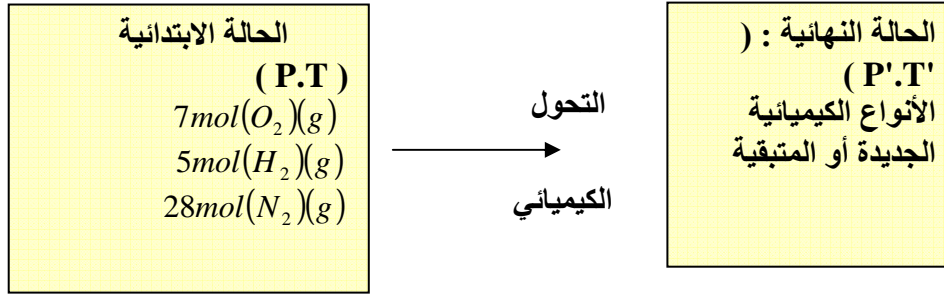 الحالة الابتدائية
( P.T )
7mol(O₂)(g)
5mol(H₂)(g)
28mol(N₂)(g)
التحول
الكيميائي
الحالة النهائية : (
( P'.T'
الأنواع الكيميائية
الجديدة أو المتبقية